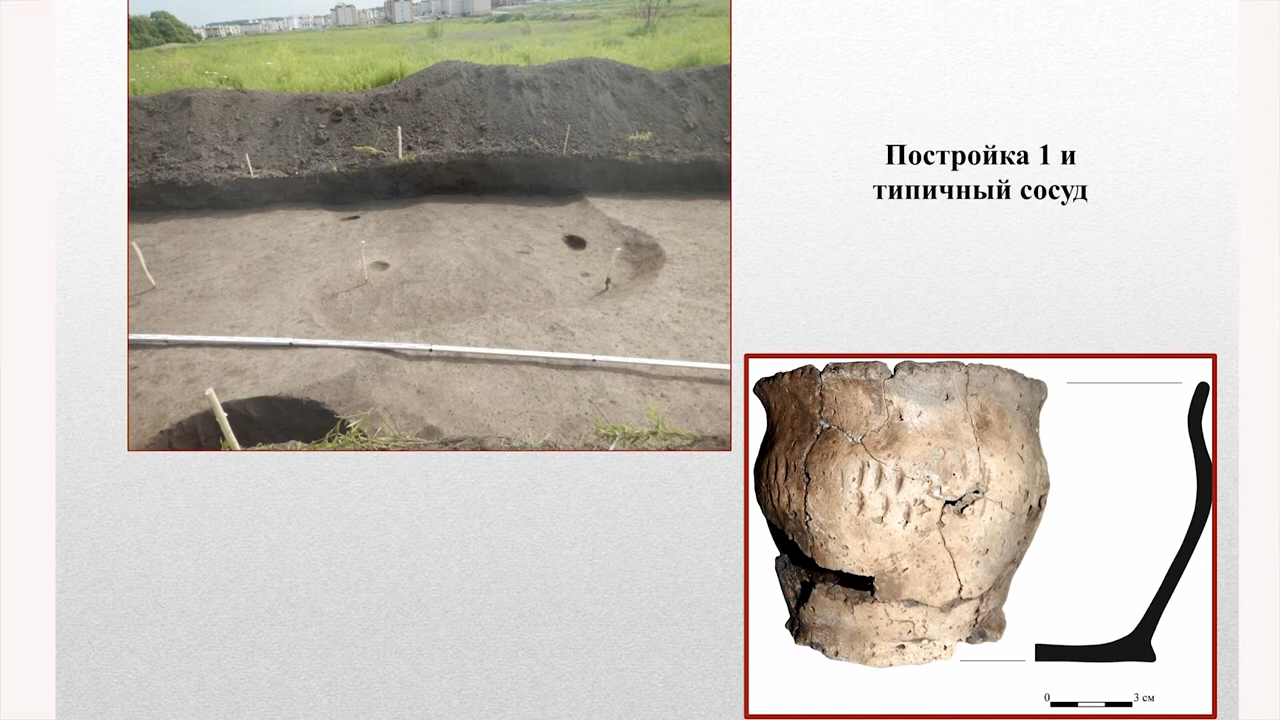 Постройка 1 и
типичный сосуд
0 3 см